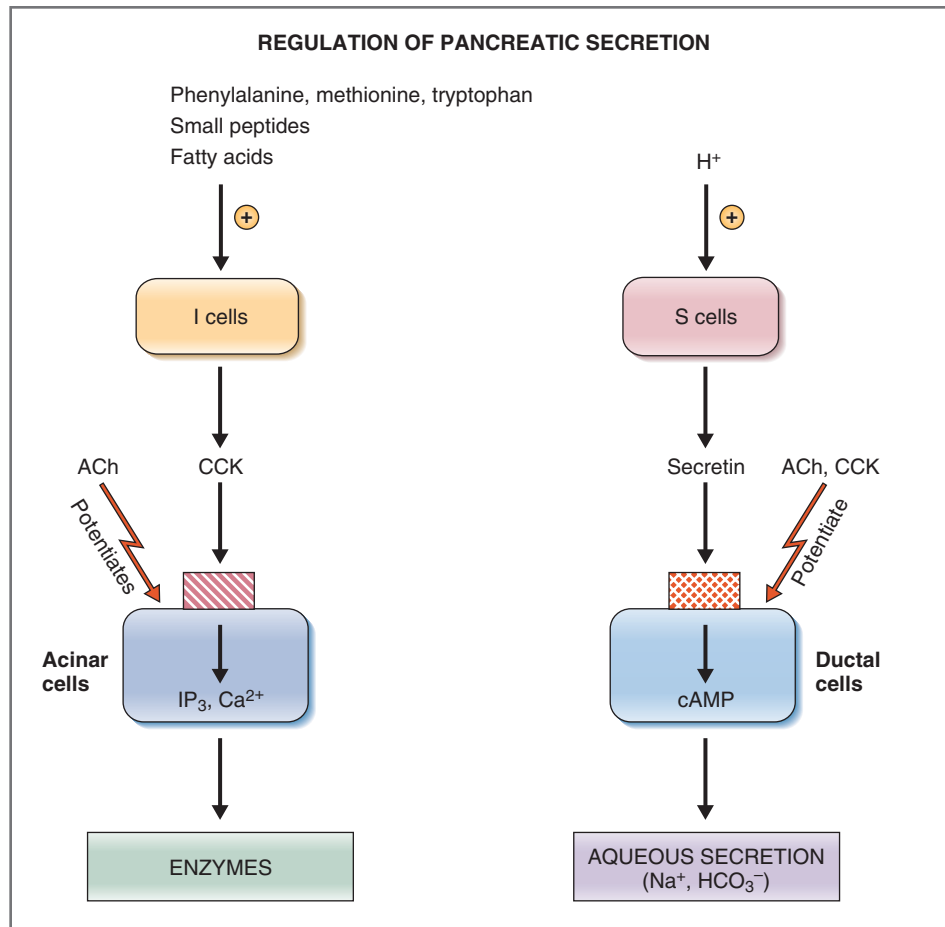 REGULATION OF PANCREATIC SECRETION
Phenylalanine, methionine, tryptophan
Small peptides
Fatty acids
+
I cells
ACh
CCK
Potentiates
Acinar
cells
IP₃, Ca²⁺
ENZYMES
H⁺
+
S cells
Secretin
ACh, CCK
Potentiate
Ductal
cells
cAMP
AQUEOUS SECRETION
(Na⁺, HCO₃⁻)